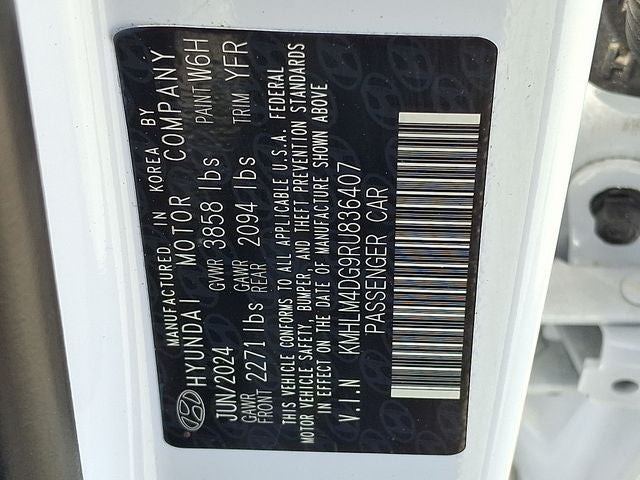 MANUFACTURED IN KOREA BY
HYUNDAI MOTOR COMPANY
JUN/2024 GVWR 3858 lbs PAINT W6H
GAWR FRONT 2271 lbs GAWR REAR 2094 lbs TRIM YFR
THIS VEHICLE CONFORMS TO ALL APPLICABLE U.S.A. FEDERAL
MOTOR VEHICLE SAFETY, BUMPER, AND THEFT PREVENTION STANDARDS
IN EFFECT ON THE DATE OF MANUFACTURE SHOWN ABOVE
V.I.N KMHLM4DG9RU836407
PASSENGER CAR